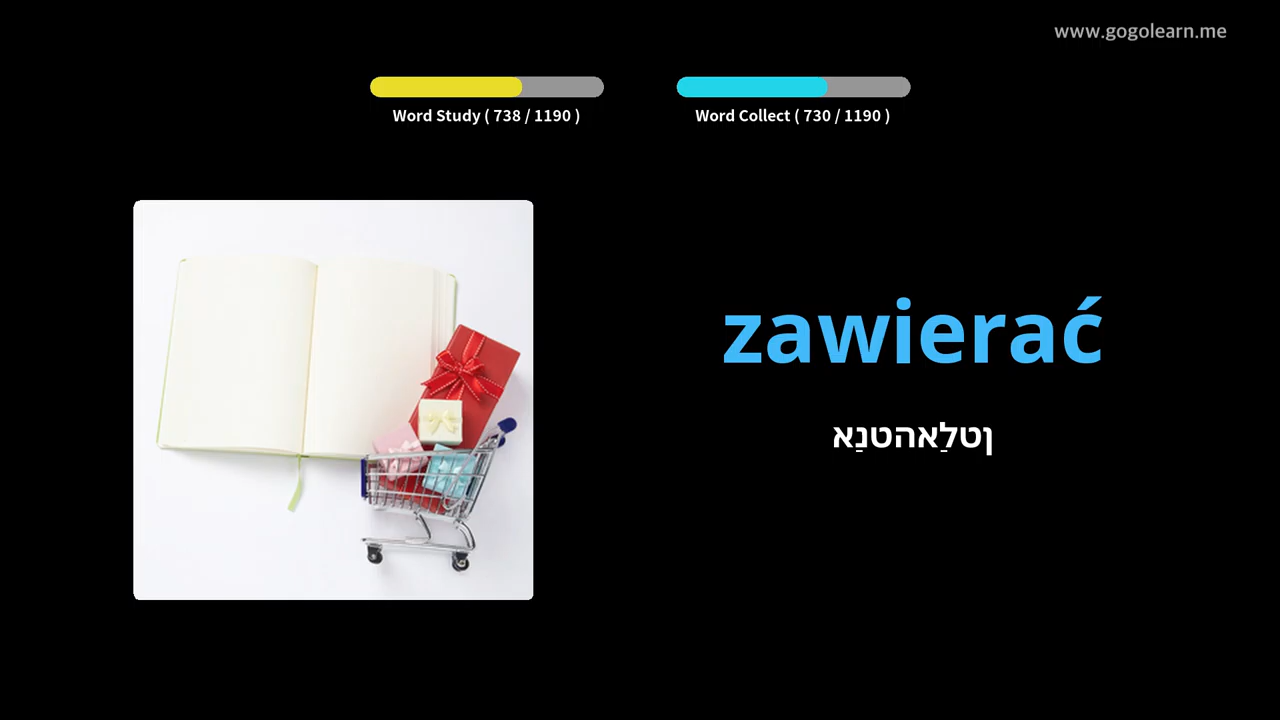 www.gogolearn.me
Word Study ( 738 / 1190 )
Word Collect ( 730 / 1190 )
zawierać
ןטלַאהטנַא